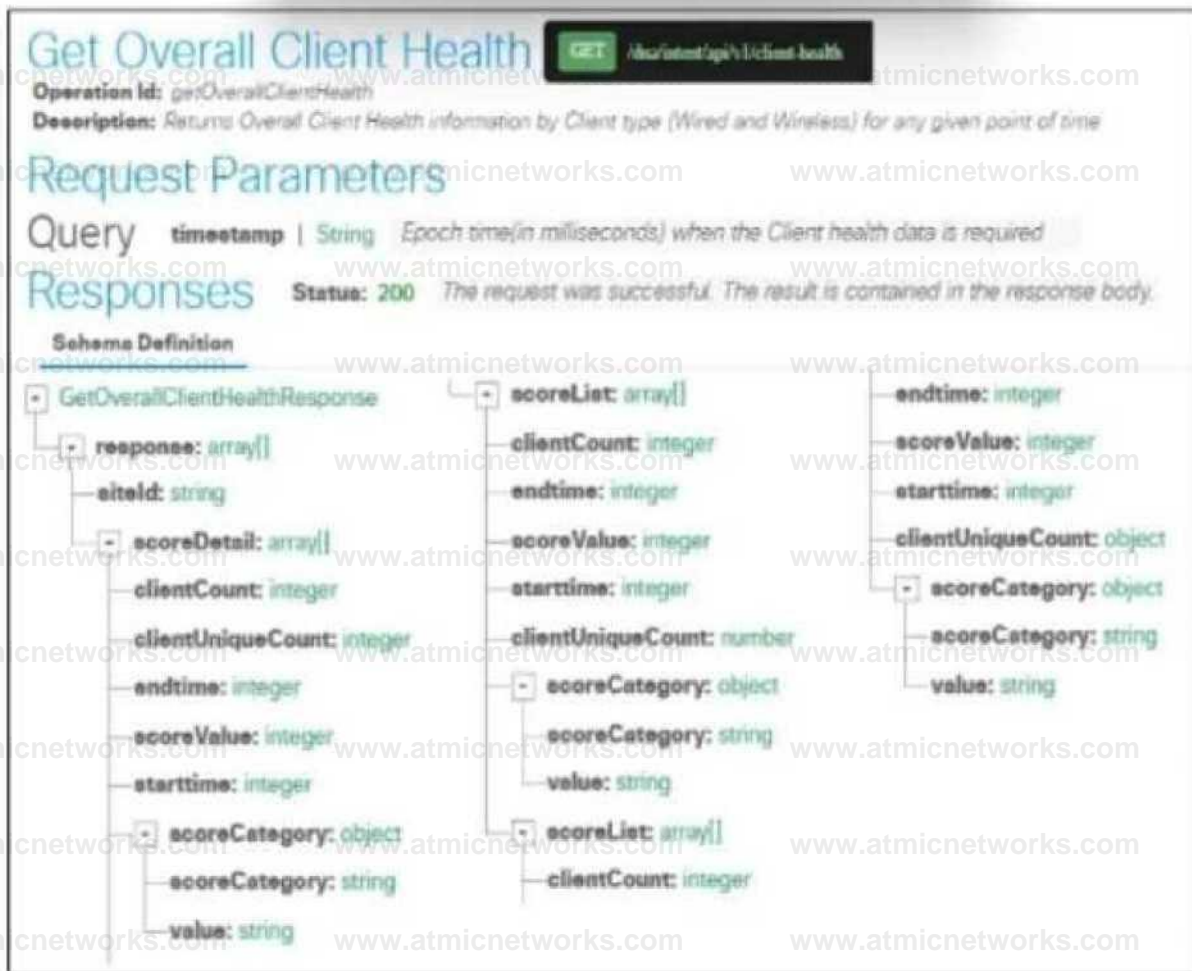 Get Overall Client Health GET /dna/intent/api/v1/client-health
Operation Id: getOverallClientHealth
Description: Returns Overall Client Health information by Client type (Wired and Wireless) for any given point of time
Request Parameters
Query timestamp | String Epoch time(in milliseconds) when the Client health data is required
Responses Status: 200 The request was successful. The result is contained in the response body.
Schema Definition
GetOverallClientHealthResponse
response: array[]
siteId: string
scoreDetail: array[]
clientCount: integer
clientUniqueCount: integer
endtime: integer
scoreValue: integer
starttime: integer
scoreCategory: object
scoreCategory: string
value: string
scoreList: array[]
clientCount: integer
endtime: integer
scoreValue: integer
starttime: integer
clientUniqueCount: number
scoreCategory: object
scoreCategory: string
value: string
scoreList: array[]
clientCount: integer
endtime: integer
scoreValue: integer
starttime: integer
clientUniqueCount: object
scoreCategory: object
scoreCategory: string
value: string
www.atmicnetworks.com